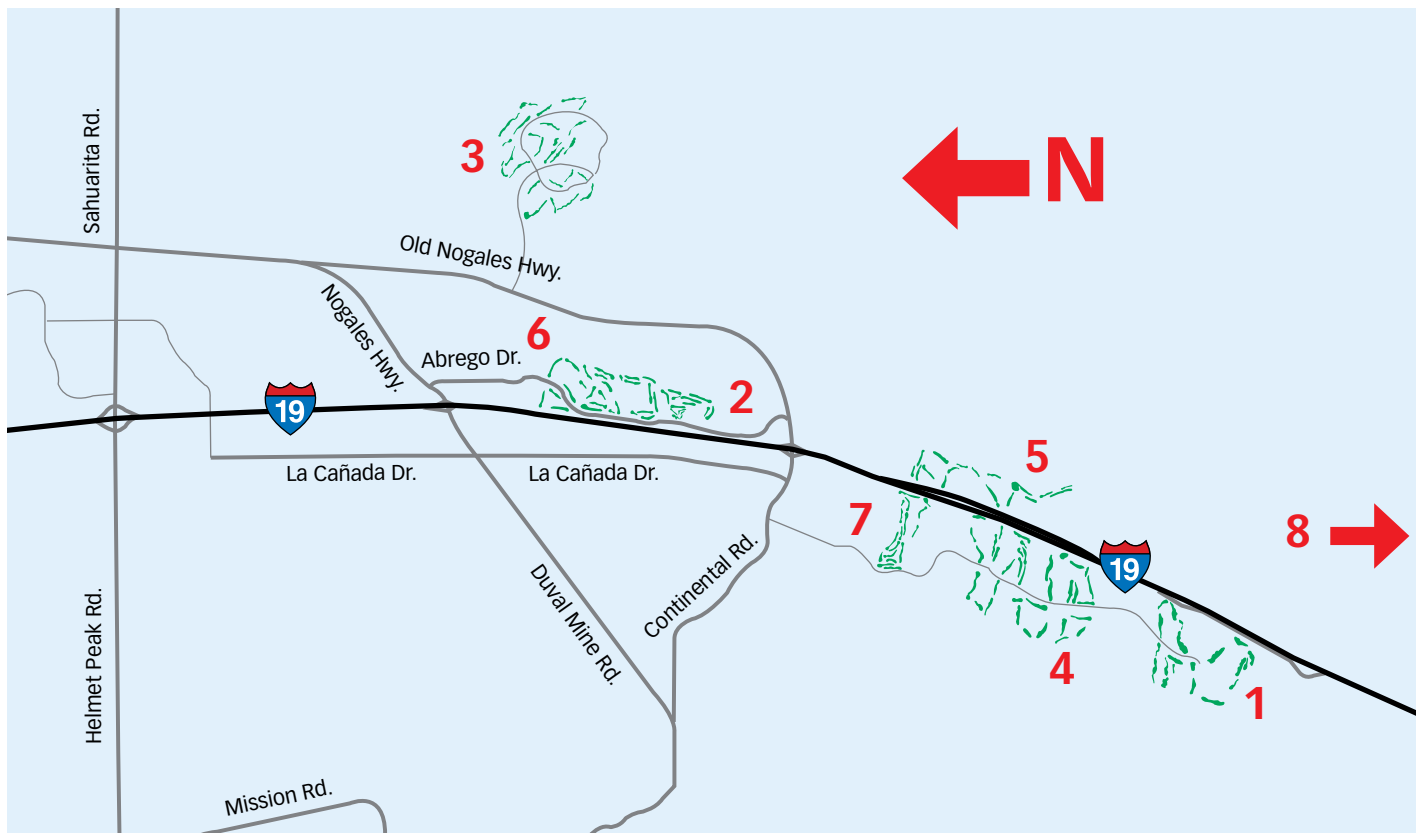 Sahuarita Rd.
3
N
Old Nogales Hwy.
Nogales Hwy.
6
Abrego Dr.
2
19
La Cañada Dr.
La Cañada Dr.
5
7
8
19
Continental Rd.
Duval Mine Rd.
Helmet Peak Rd.
4
1
Mission Rd.